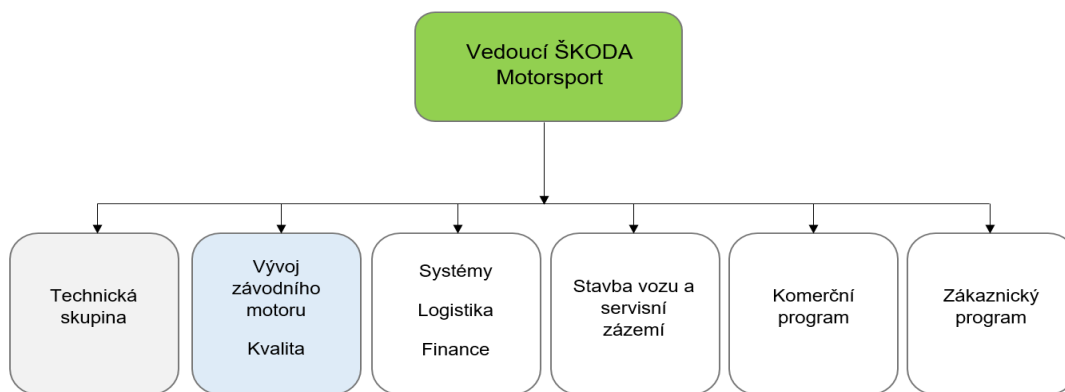 Vedoucí ŠKODA
Motorsport
Technická
skupina
Vývoj
závodního
motoru
Kvalita
Systémy
Logistika
Finance
Stavba vozu a
servisní
zázemí
Komerční
program
Zákaznický
program